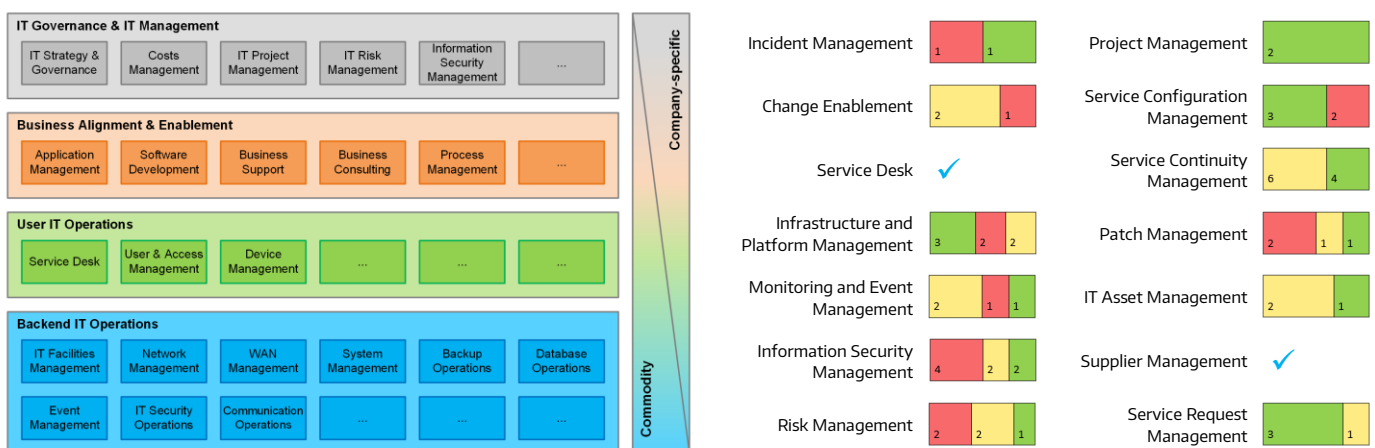 IT Governance & IT Management
IT Strategy &
Governance
Costs
Management
IT Project
Management
IT Risk
Management
Information
Security
Management
...
Business Alignment & Enablement
Application
Management
Software
Development
Business
Support
Business
Consulting
Process
Management
...
User IT Operations
Service Desk
User & Access
Management
Device
Management
...
...
...
Backend IT Operations
IT Facilities
Management
Network
Management
WAN
Management
System
Management
Backup
Operations
Database
Operations
Event
Management
IT Security
Operations
Communication
Operations
...
...
...
Company-specific
Commodity
Incident Management
1 1
Change Enablement
2 1
Service Desk
Infrastructure and
Platform Management
3 2 2
Monitoring and Event
Management
2 1 1
Information Security
Management
4 2 2
Risk Management
2 2 1
Project Management
2
Service Configuration
Management
3 2
Service Continuity
Management
6 4
Patch Management
2 1 1
IT Asset Management
2 1
Supplier Management
Service Request
Management
3 1